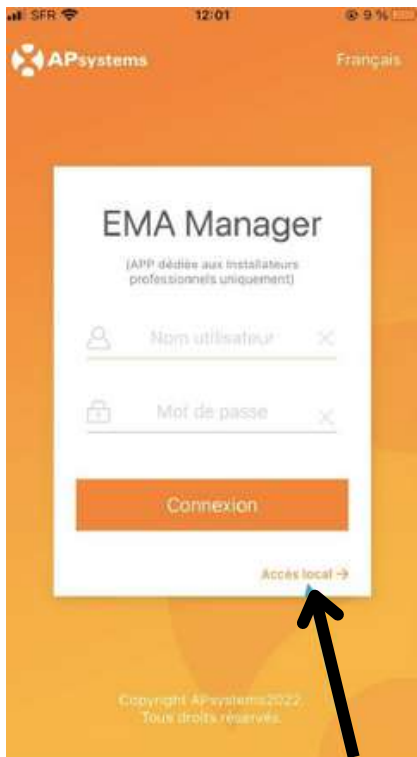 SFR 12:01 9 %
APsystems Français
EMA Manager
(APP dédiée aux Installateurs
professionnels uniquement)
Nom utilisateur
Mot de passe
Connexion
Accès local →
Copyright APsystems2022
Tous droits réservés.